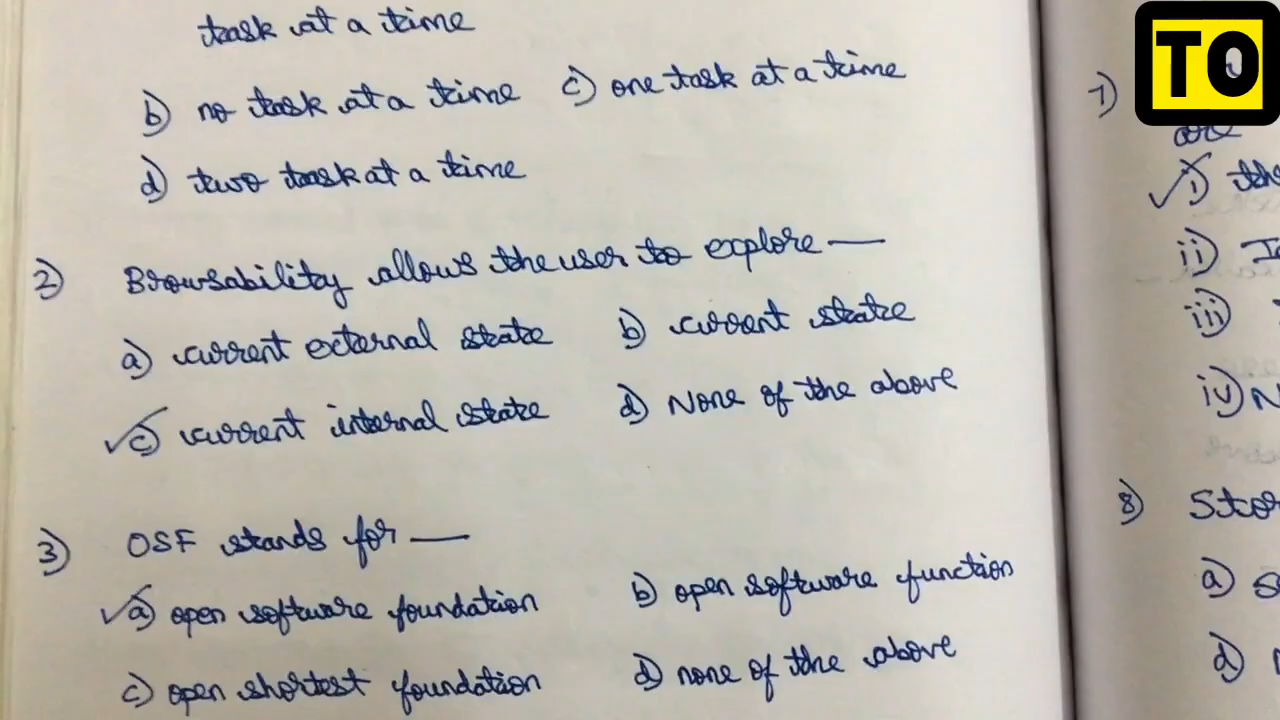 task at a time
b) no task at a time c) one task at a time
d) two task at a time
2) Browsability allows the user to explore —
a) current external state b) current state
✓c) current internal state d) None of the above
3) OSF stands for —
✓a) open software foundation b) open software function
c) open shortest foundation d) none of the above
TO
7)
are
✓i) the
ii)
iii)
iv)
8)
a)
d)